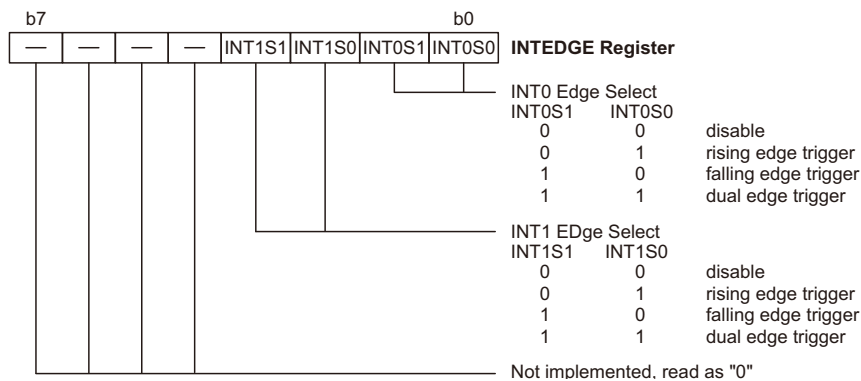 b7 b0
— — — — INT1S1 INT1S0 INT0S1 INT0S0 INTEDGE Register
INT0 Edge Select
INT0S1 INT0S0
0 0 disable
0 1 rising edge trigger
1 0 falling edge trigger
1 1 dual edge trigger
INT1 EDge Select
INT1S1 INT1S0
0 0 disable
0 1 rising edge trigger
1 0 falling edge trigger
1 1 dual edge trigger
Not implemented, read as "0"